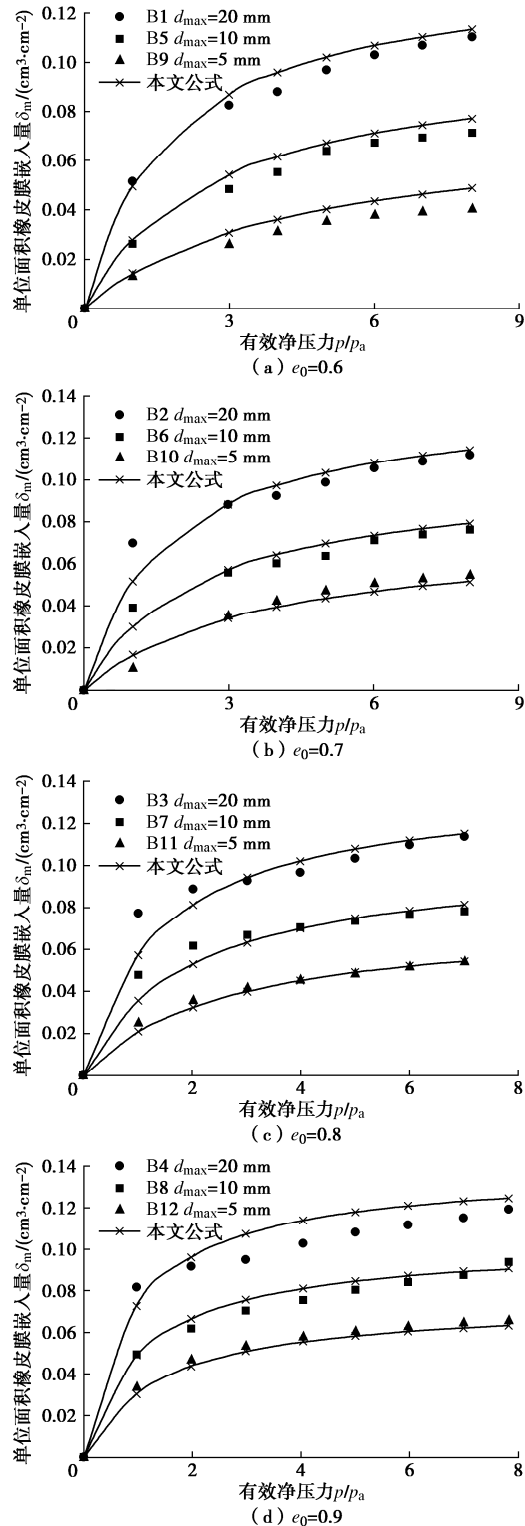 0.12
0.10
0.08
0.06
0.04
0.02
0
3
6
9
B1 dmax=20 mm
B5 dmax=10 mm
B9 dmax=5 mm
本文公式
单位面积橡皮膜嵌入量δm/(cm³·cm-2)
有效净压力p/pa
(a) e0=0.6
0.14
0.12
0.10
0.08
0.06
0.04
0.02
0
3
6
9
B2 dmax=20 mm
B6 dmax=10 mm
B10 dmax=5 mm
本文公式
单位面积橡皮膜嵌入量δm/(cm³·cm-2)
有效净压力p/pa
(b) e0=0.7
0.14
0.12
0.10
0.08
0.06
0.04
0.02
0
2
4
6
8
B3 dmax=20 mm
B7 dmax=10 mm
B11 dmax=5 mm
本文公式
单位面积橡皮膜嵌入量δm/(cm³·cm-2)
有效净压力p/pa
(c) e0=0.8
0.14
0.12
0.10
0.08
0.06
0.04
0.02
0
2
4
6
8
B4 dmax=20 mm
B8 dmax=10 mm
B12 dmax=5 mm
本文公式
单位面积橡皮膜嵌入量δm/(cm³·cm-2)
有效净压力p/pa
(d) e0=0.9